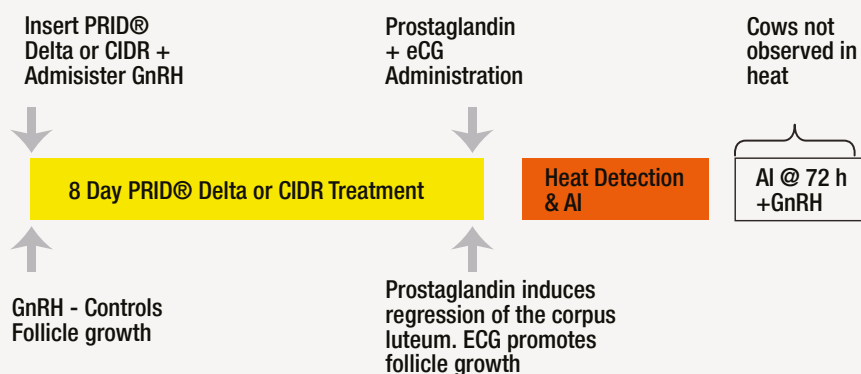 Insert PRID®
Delta or CIDR +
Admisister GnRH
Prostaglandin
+ eCG
Administration
Cows not
observed in
heat
8 Day PRID® Delta or CIDR Treatment
Heat Detection
& AI
AI @ 72 h
+GnRH
GnRH - Controls
Follicle growth
Prostaglandin induces
regression of the corpus
luteum. ECG promotes
follicle growth